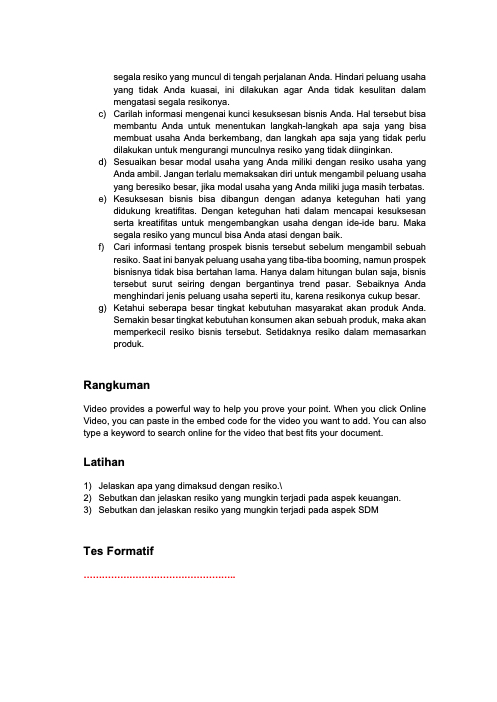 segala resiko yang muncul di tengah perjalanan Anda. Hindari peluang usaha
yang tidak Anda kuasai, ini dilakukan agar Anda tidak kesulitan dalam
mengatasi segala resikonya.
c) Carilah informasi mengenai kunci kesuksesan bisnis Anda. Hal tersebut bisa
membantu Anda untuk menentukan langkah-langkah apa saja yang bisa
membuat usaha Anda berkembang, dan langkah apa saja yang tidak perlu
dilakukan untuk mengurangi munculnya resiko yang tidak diinginkan.
d) Sesuaikan besar modal usaha yang Anda miliki dengan resiko usaha yang
Anda ambil. Jangan terlalu memaksakan diri untuk mengambil peluang usaha
yang beresiko besar, jika modal usaha yang Anda miliki juga masih terbatas.
e) Kesuksesan bisnis bisa dibangun dengan adanya keteguhan hati yang
didukung kreatifitas. Dengan keteguhan hati dalam mencapai kesuksesan
serta kreatifitas untuk mengembangkan usaha dengan ide-ide baru. Maka
segala resiko yang muncul bisa Anda atasi dengan baik.
f) Cari informasi tentang prospek bisnis tersebut sebelum mengambil sebuah
resiko. Saat ini banyak peluang usaha yang tiba-tiba booming, namun prospek
bisnisnya tidak bisa bertahan lama. Hanya dalam hitungan bulan saja, bisnis
tersebut surut seiring dengan bergantinya trend pasar. Sebaiknya Anda
menghindari jenis peluang usaha seperti itu, karena resikonya cukup besar.
g) Ketahui seberapa besar tingkat kebutuhan masyarakat akan produk Anda.
Semakin besar tingkat kebutuhan konsumen akan sebuah produk, maka akan
memperkecil resiko bisnis tersebut. Setidaknya resiko dalam memasarkan
produk.
Rangkuman
Video provides a powerful way to help you prove your point. When you click Online
Video, you can paste in the embed code for the video you want to add. You can also
type a keyword to search online for the video that best fits your document.
Latihan
1) Jelaskan apa yang dimaksud dengan resiko.\
2) Sebutkan dan jelaskan resiko yang mungkin terjadi pada aspek keuangan.
3) Sebutkan dan jelaskan resiko yang mungkin terjadi pada aspek SDM
Tes Formatif
…………………………………………..